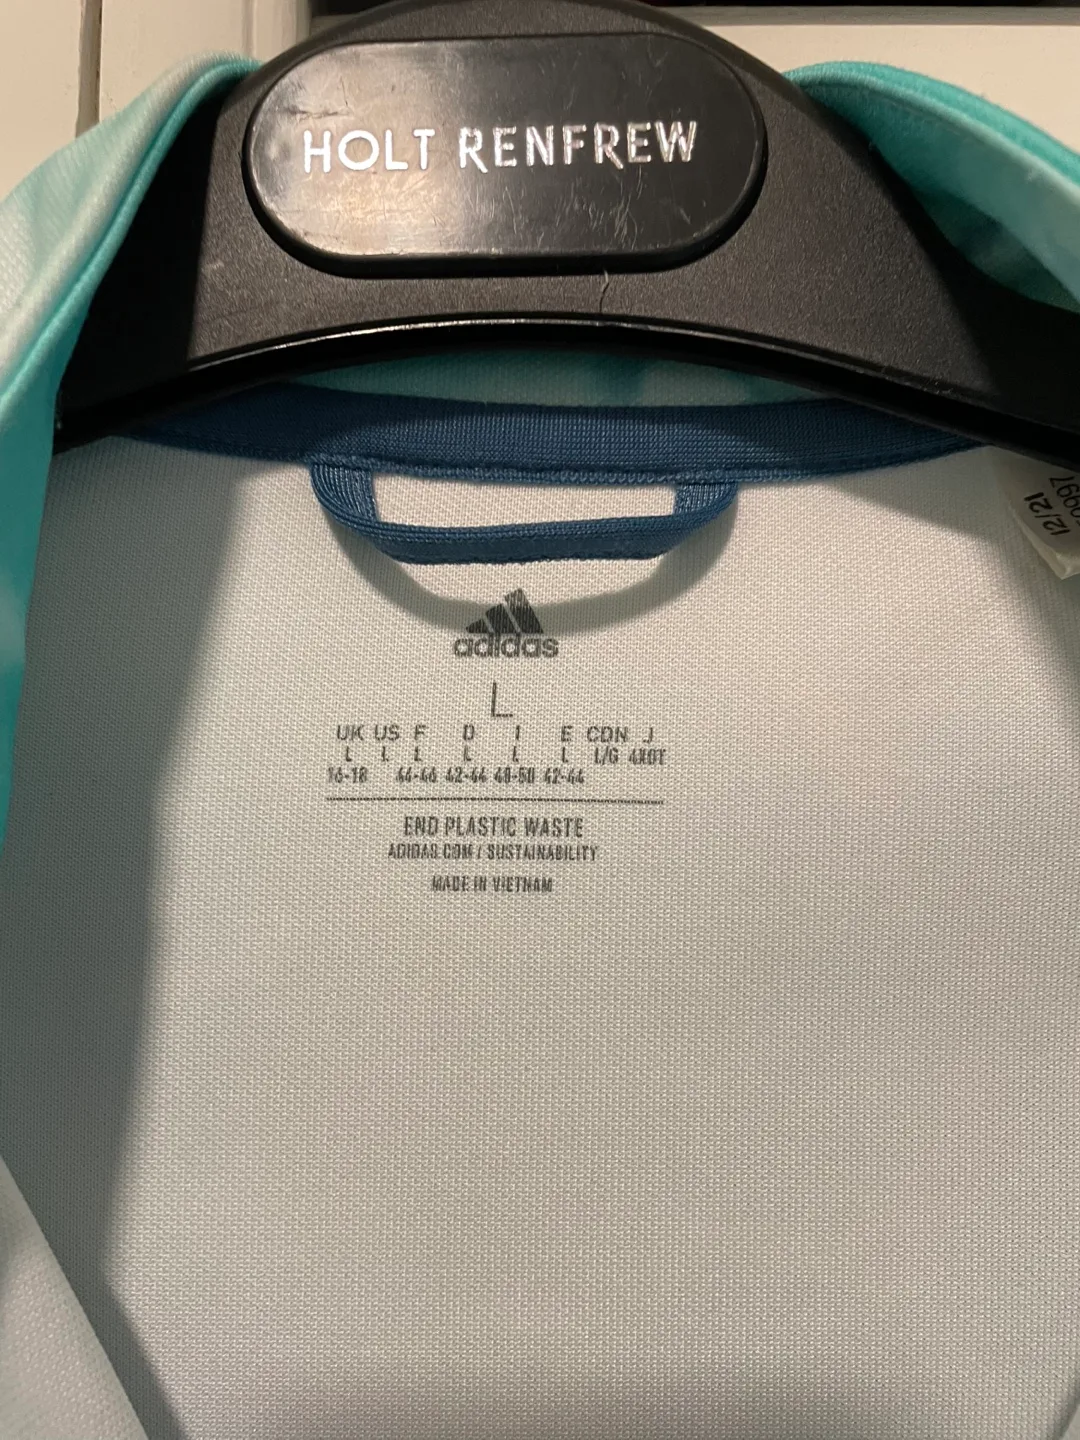 HOLT RENFREW
12/21
adidas
L
UK US F D I E CDN J
L L L L L L L/G 4XOT
16-18 44-46 42-44 48-50 42-44
END PLASTIC WASTE
ADIDAS.COM / SUSTAINABILITY
MADE IN VIETNAM